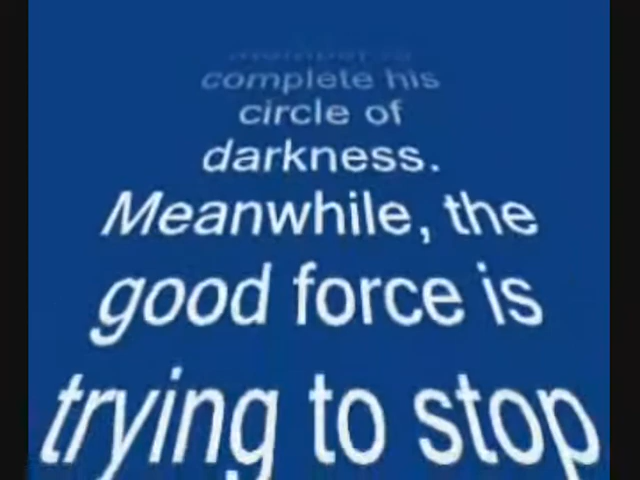 complete his
circle of
darkness.
Meanwhile, the
good force is
trying to stop